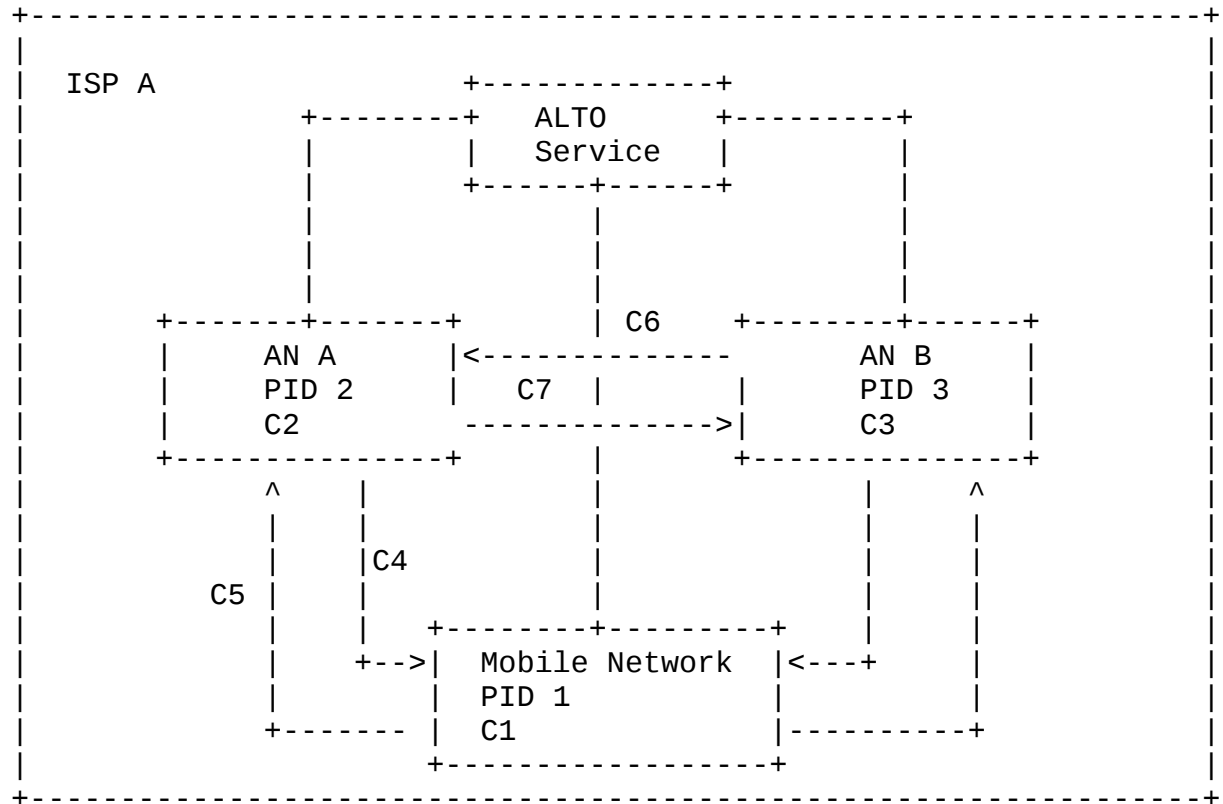 ISP A
ALTO
Service
C6
AN A AN B
PID 2 C7 PID 3
C2 C3
C4
C5
Mobile Network
PID 1
C1